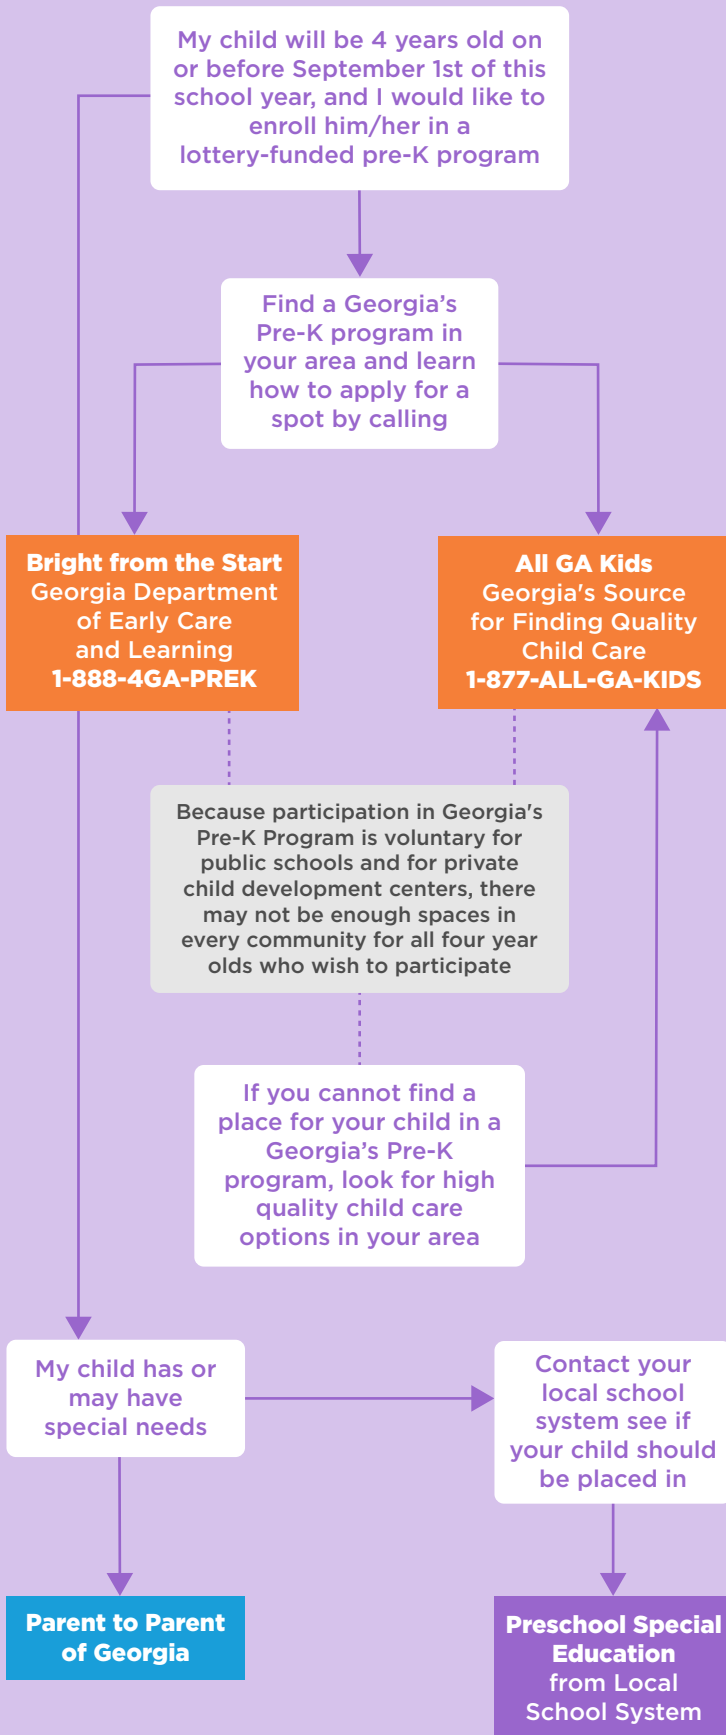 My child will be 4 years old on
or before September 1st of this
school year, and I would like to
enroll him/her in a
lottery-funded pre-K program
Find a Georgia’s
Pre-K program in
your area and learn
how to apply for a
spot by calling
Bright from the Start
Georgia Department
of Early Care
and Learning
1-888-4GA-PREK
All GA Kids
Georgia's Source
for Finding Quality
Child Care
1-877-ALL-GA-KIDS
Because participation in Georgia's
Pre-K Program is voluntary for
public schools and for private
child development centers, there
may not be enough spaces in
every community for all four year
olds who wish to participate
If you cannot find a
place for your child in a
Georgia’s Pre-K
program, look for high
quality child care
options in your area
My child has or
may have
special needs
Contact your
local school
system see if
your child should
be placed in
Parent to Parent
of Georgia
Preschool Special
Education
from Local
School System